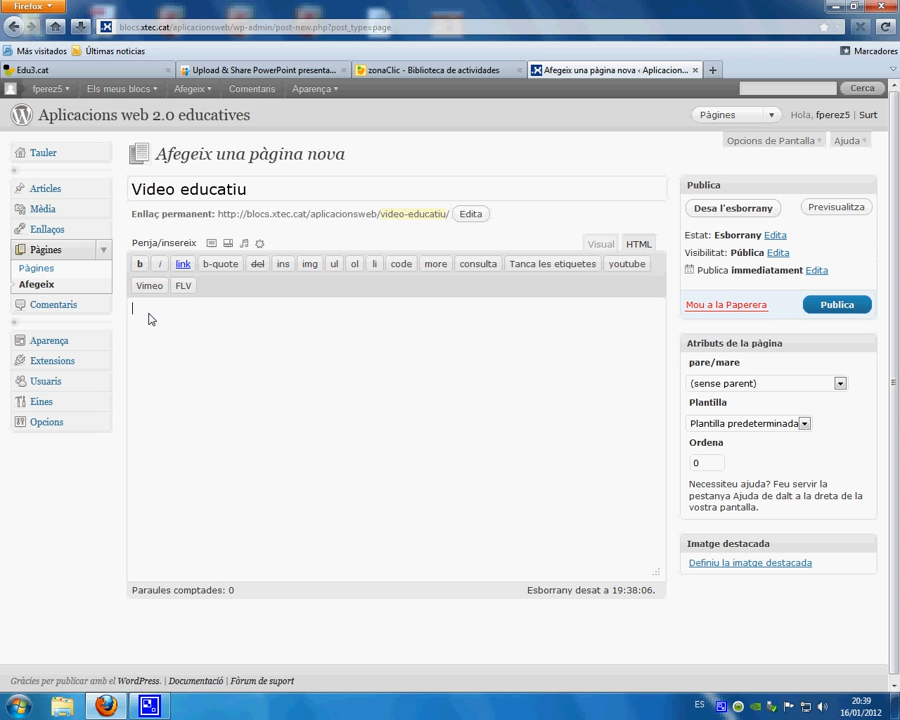 Firefox
blocs.xtec.cat/aplicacionsweb/wp-admin/post-new.php?post_type=page
Más visitados
Últimas noticias
Marcadores
Edu3.cat
Upload & Share PowerPoint presenta...
zonaClic - Biblioteca de actividades
Afegeix una pàgina nova ‹ Aplicacion...
fperez5
Els meus blocs
Afegeix
Comentaris
Aparença
Cerca
Aplicacions web 2.0 educatives
Pàgines
Hola, fperez5 | Surt
Opcions de Pantalla
Ajuda
Tauler
Articles
Mèdia
Enllaços
Pàgines
Pàgines
Afegeix
Comentaris
Aparença
Extensions
Usuaris
Eines
Opcions
Afegeix una pàgina nova
Video educatiu
Enllaç permanent: http://blocs.xtec.cat/aplicacionsweb/video-educatiu/ Edita
Penja/insereix
Visual
HTML
b i link b-quote del ins img ul ol li code more consulta Tanca les etiquetes youtube
Vimeo FLV
Paraules comptades: 0
Esborrany desat a 19:38:06.
Publica
Desa l'esborrany
Previsualitza
Estat: Esborrany Edita
Visibilitat: Pública Edita
Publica immediatament Edita
Mou a la Paperera
Publica
Atributs de la pàgina
pare/mare
(sense parent)
Plantilla
Plantilla predeterminada
Ordena
0
Necessiteu ajuda? Feu servir la
pestanya Ajuda de dalt a la dreta de la
vostra pantalla.
Imatge destacada
Definiu la imatge destacada
Gràcies per publicar amb el WordPress. | Documentació | Fòrum de suport
ES
20:39
16/01/2012